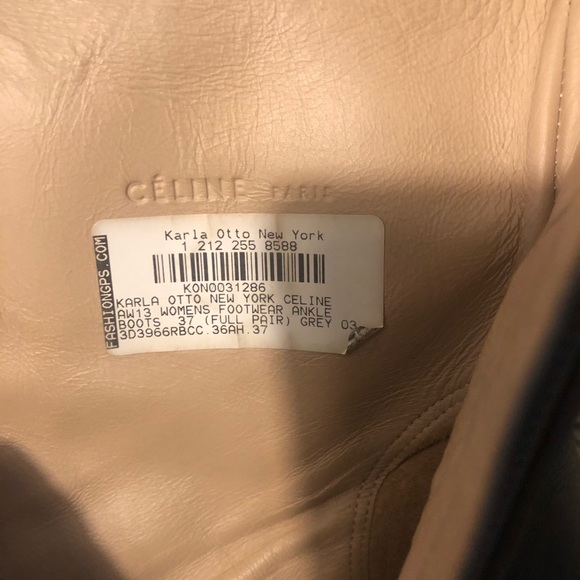 CÉLINE PARIS
FASHIONGPS.COM
Karla Otto New York
1 212 255 8588
KON0031286
KARLA OTTO NEW YORK CELINE
AW13 WOMENS FOOTWEAR ANKLE
BOOTS 37 (FULL PAIR) GREY 03
3D3966RBCC.36AH.37